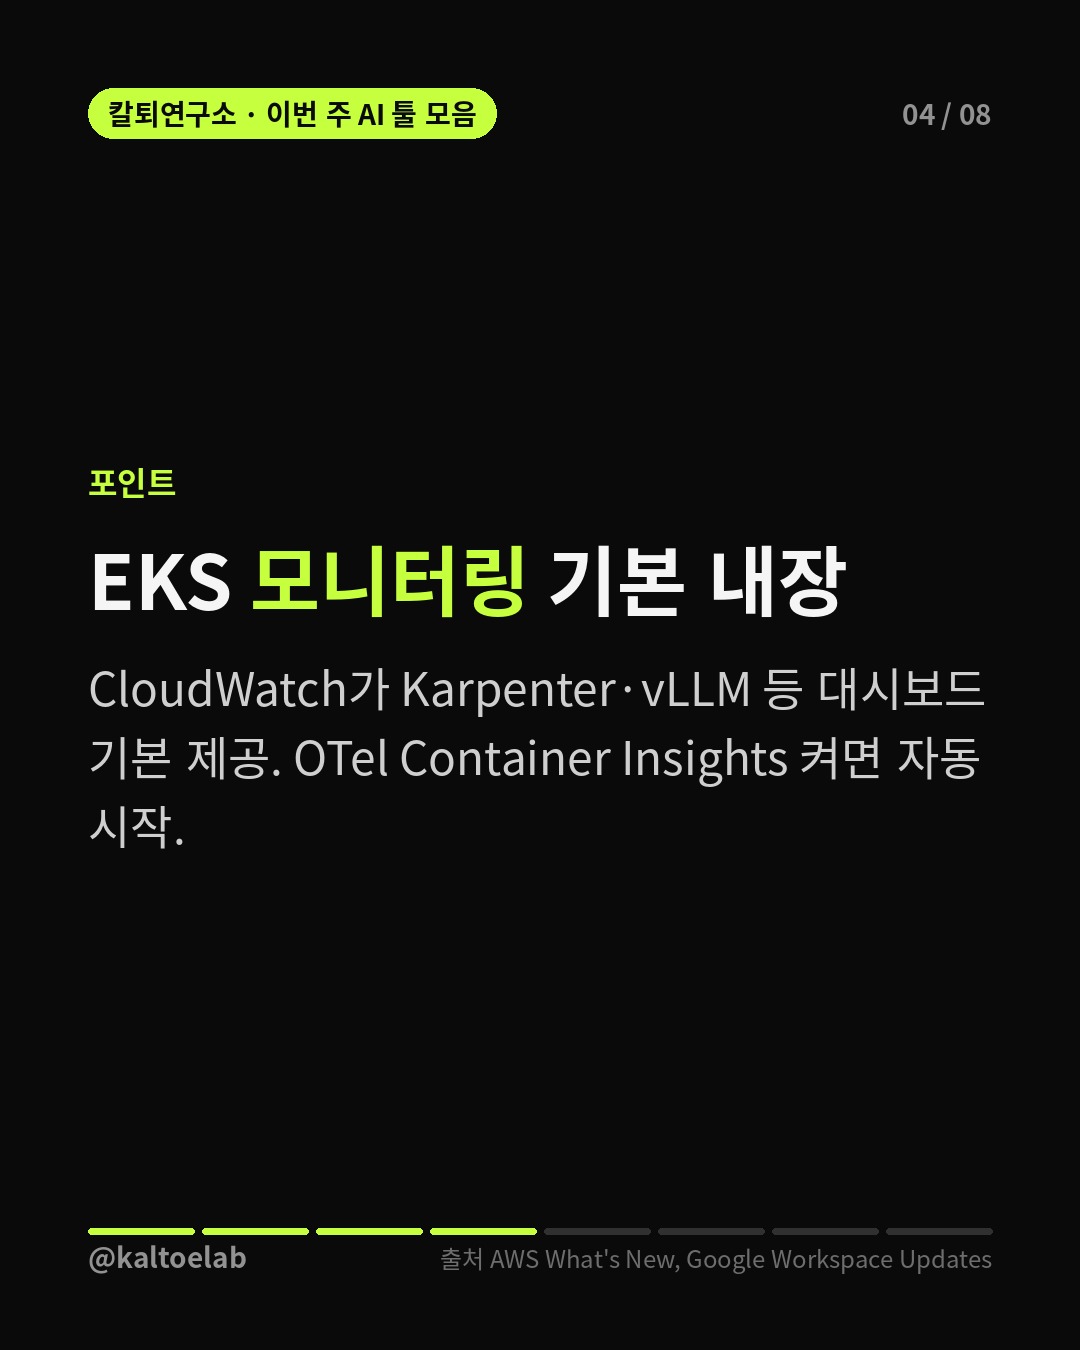 칼퇴연구소 · 이번 주 AI 툴 모음
04 / 08
포인트
EKS 모니터링 기본 내장
CloudWatch가 Karpenter·vLLM 등 대시보드
기본 제공. OTel Container Insights 켜면 자동
시작.
@kaltoelab
출처 AWS What's New, Google Workspace Updates